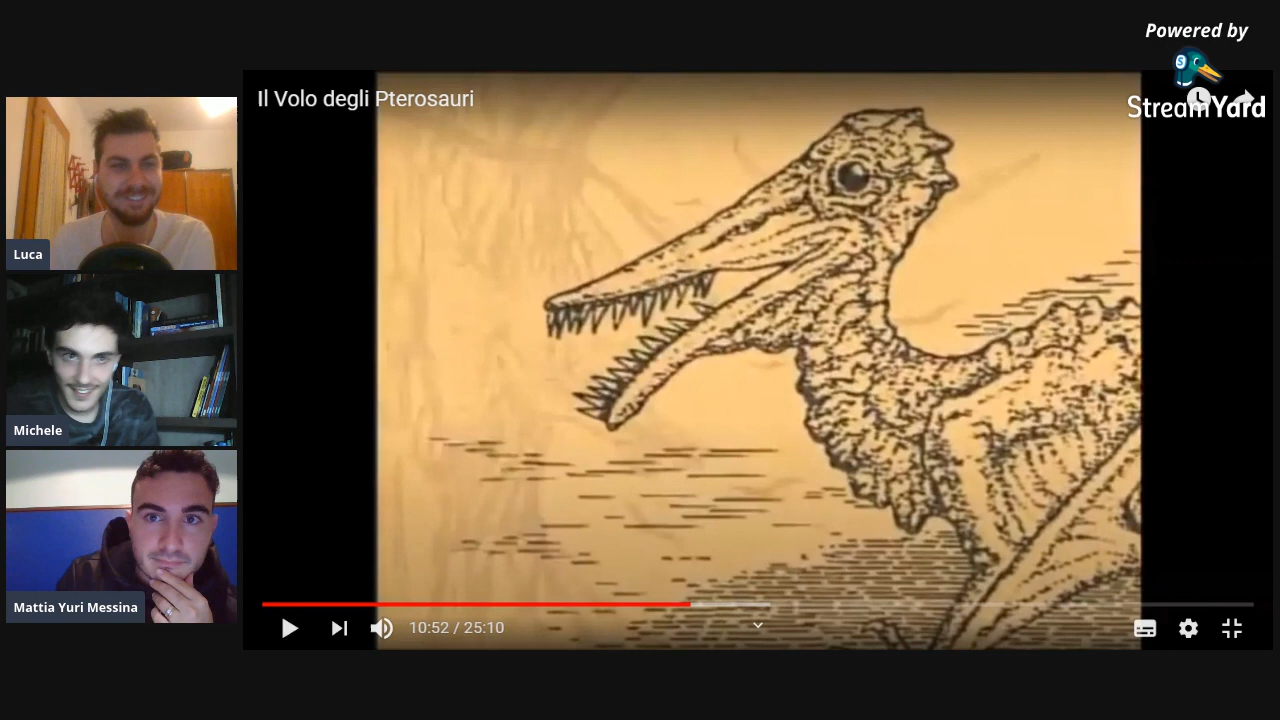 Powered by
StreamYard
Il Volo degli Pterosauri
Luca
Michele
Mattia Yuri Messina
10:52 / 25:10